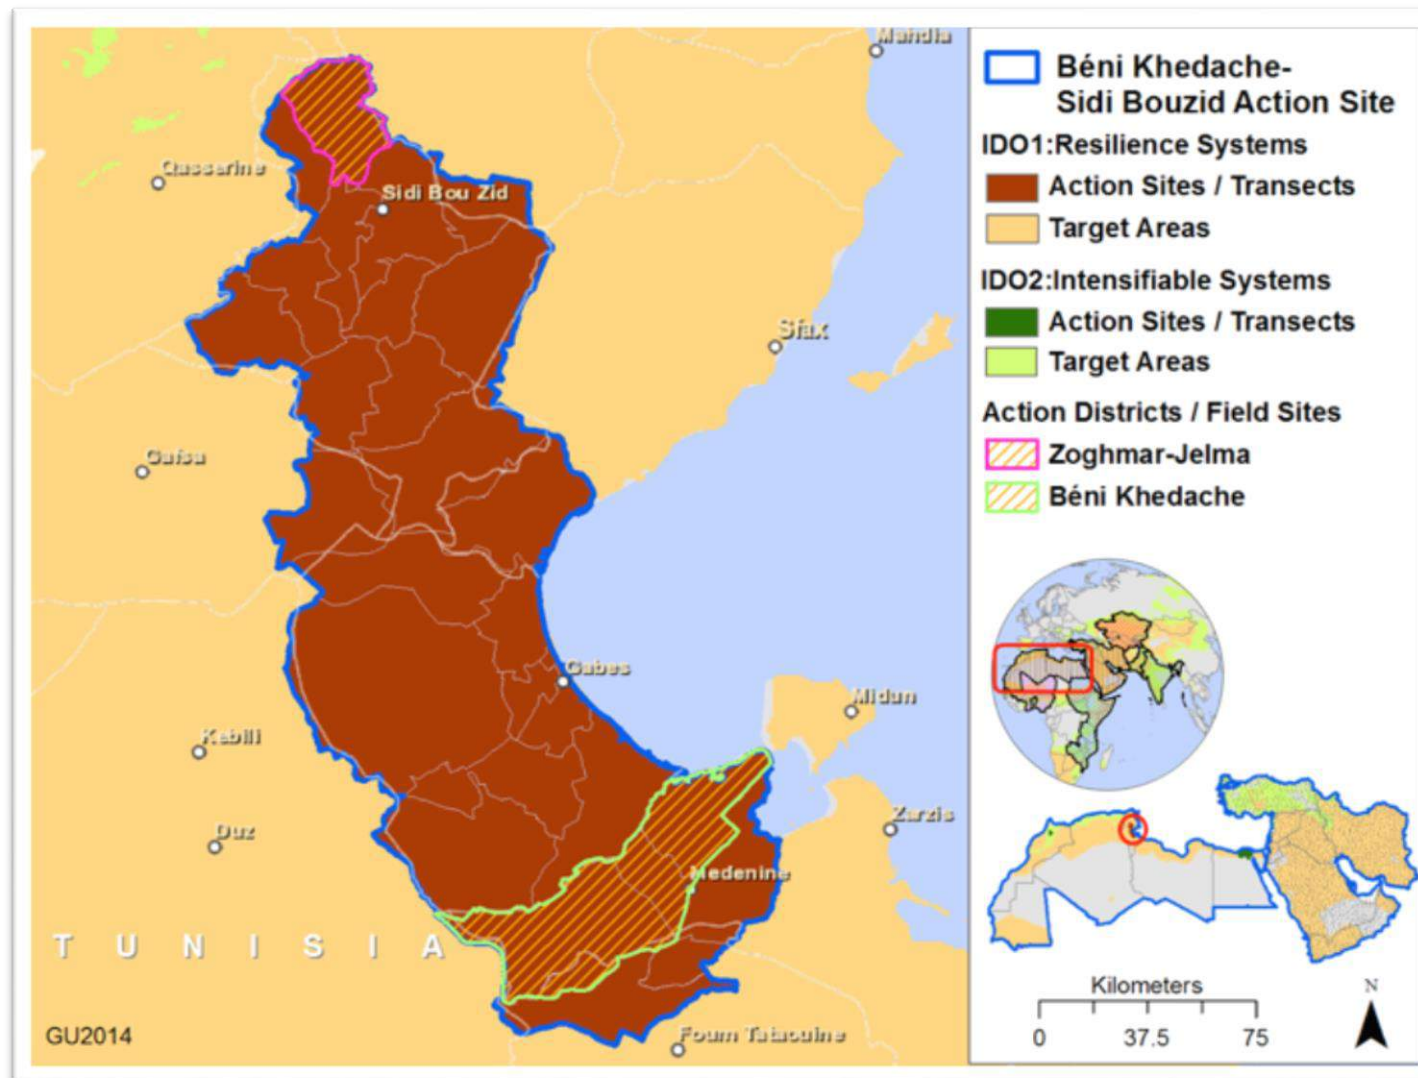 Mahdia
Qasserine
Sidi Bou Zid
Sfax
Gafsa
Gabes
Midun
Kebili
Zarzis
Duz
Medenine
T U N I S I A
GU2014
Foum Tataouine
Béni Khedache-
Sidi Bouzid Action Site
IDO1:Resilience Systems
Action Sites / Transects
Target Areas
IDO2:Intensifiable Systems
Action Sites / Transects
Target Areas
Action Districts / Field Sites
Zoghmar-Jelma
Béni Khedache
Kilometers
0 37.5 75
N